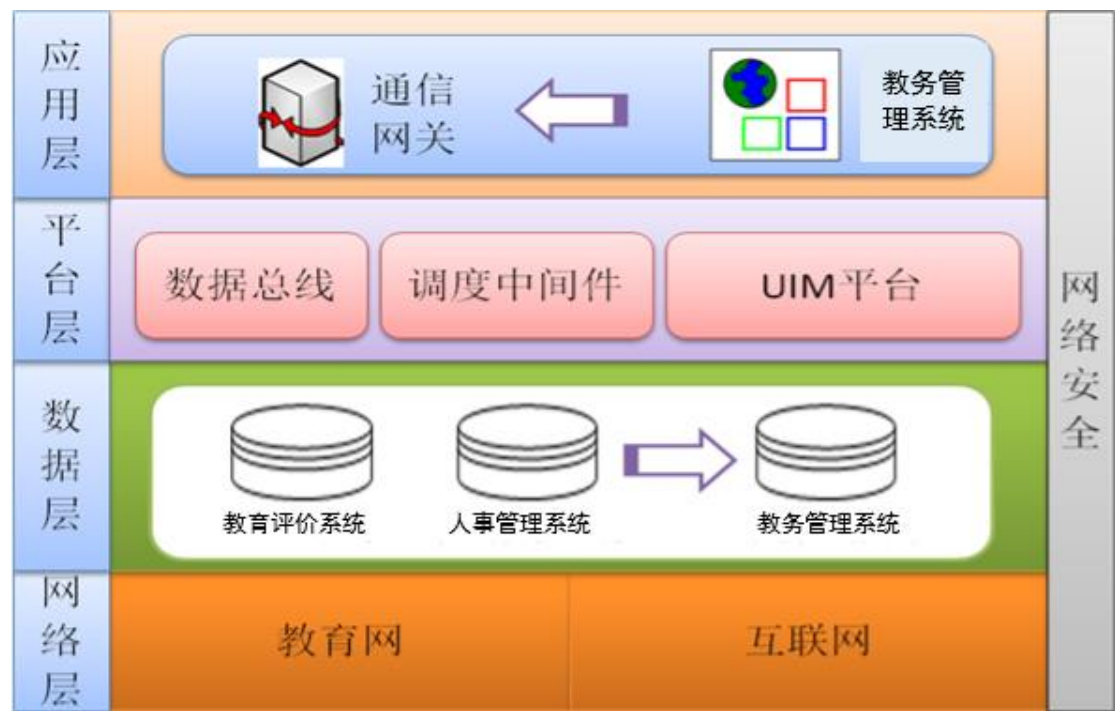 应用层
通信
网关
教务管
理系统
平台层
数据总线
调度中间件
UIM平台
数据层
教育评价系统
人事管理系统
教务管理系统
网络层
教育网
互联网
网络安全